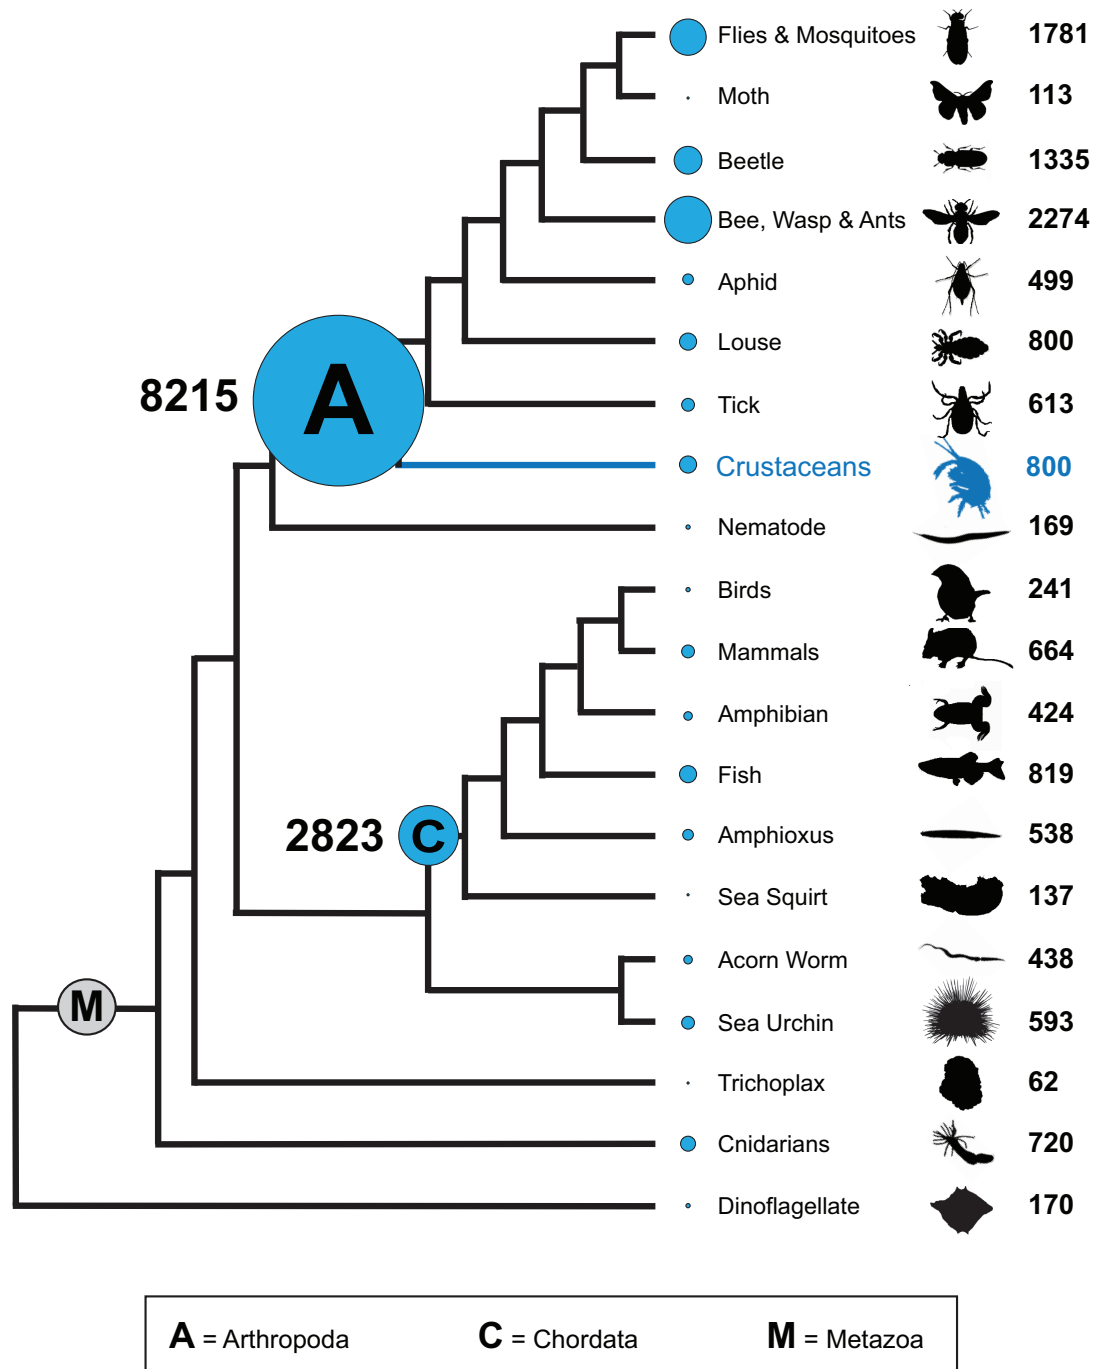 Flies & Mosquitoes 1781
Moth 113
Beetle 1335
Bee, Wasp & Ants 2274
Aphid 499
Louse 800
8215 A
Tick 613
Crustaceans 800
Nematode 169
Birds 241
Mammals 664
Amphibian 424
Fish 819
2823 C
Amphioxus 538
Sea Squirt 137
Acorn Worm 438
M
Sea Urchin 593
Trichoplax 62
Cnidarians 720
Dinoflagellate 170
A = Arthropoda C = Chordata M = Metazoa